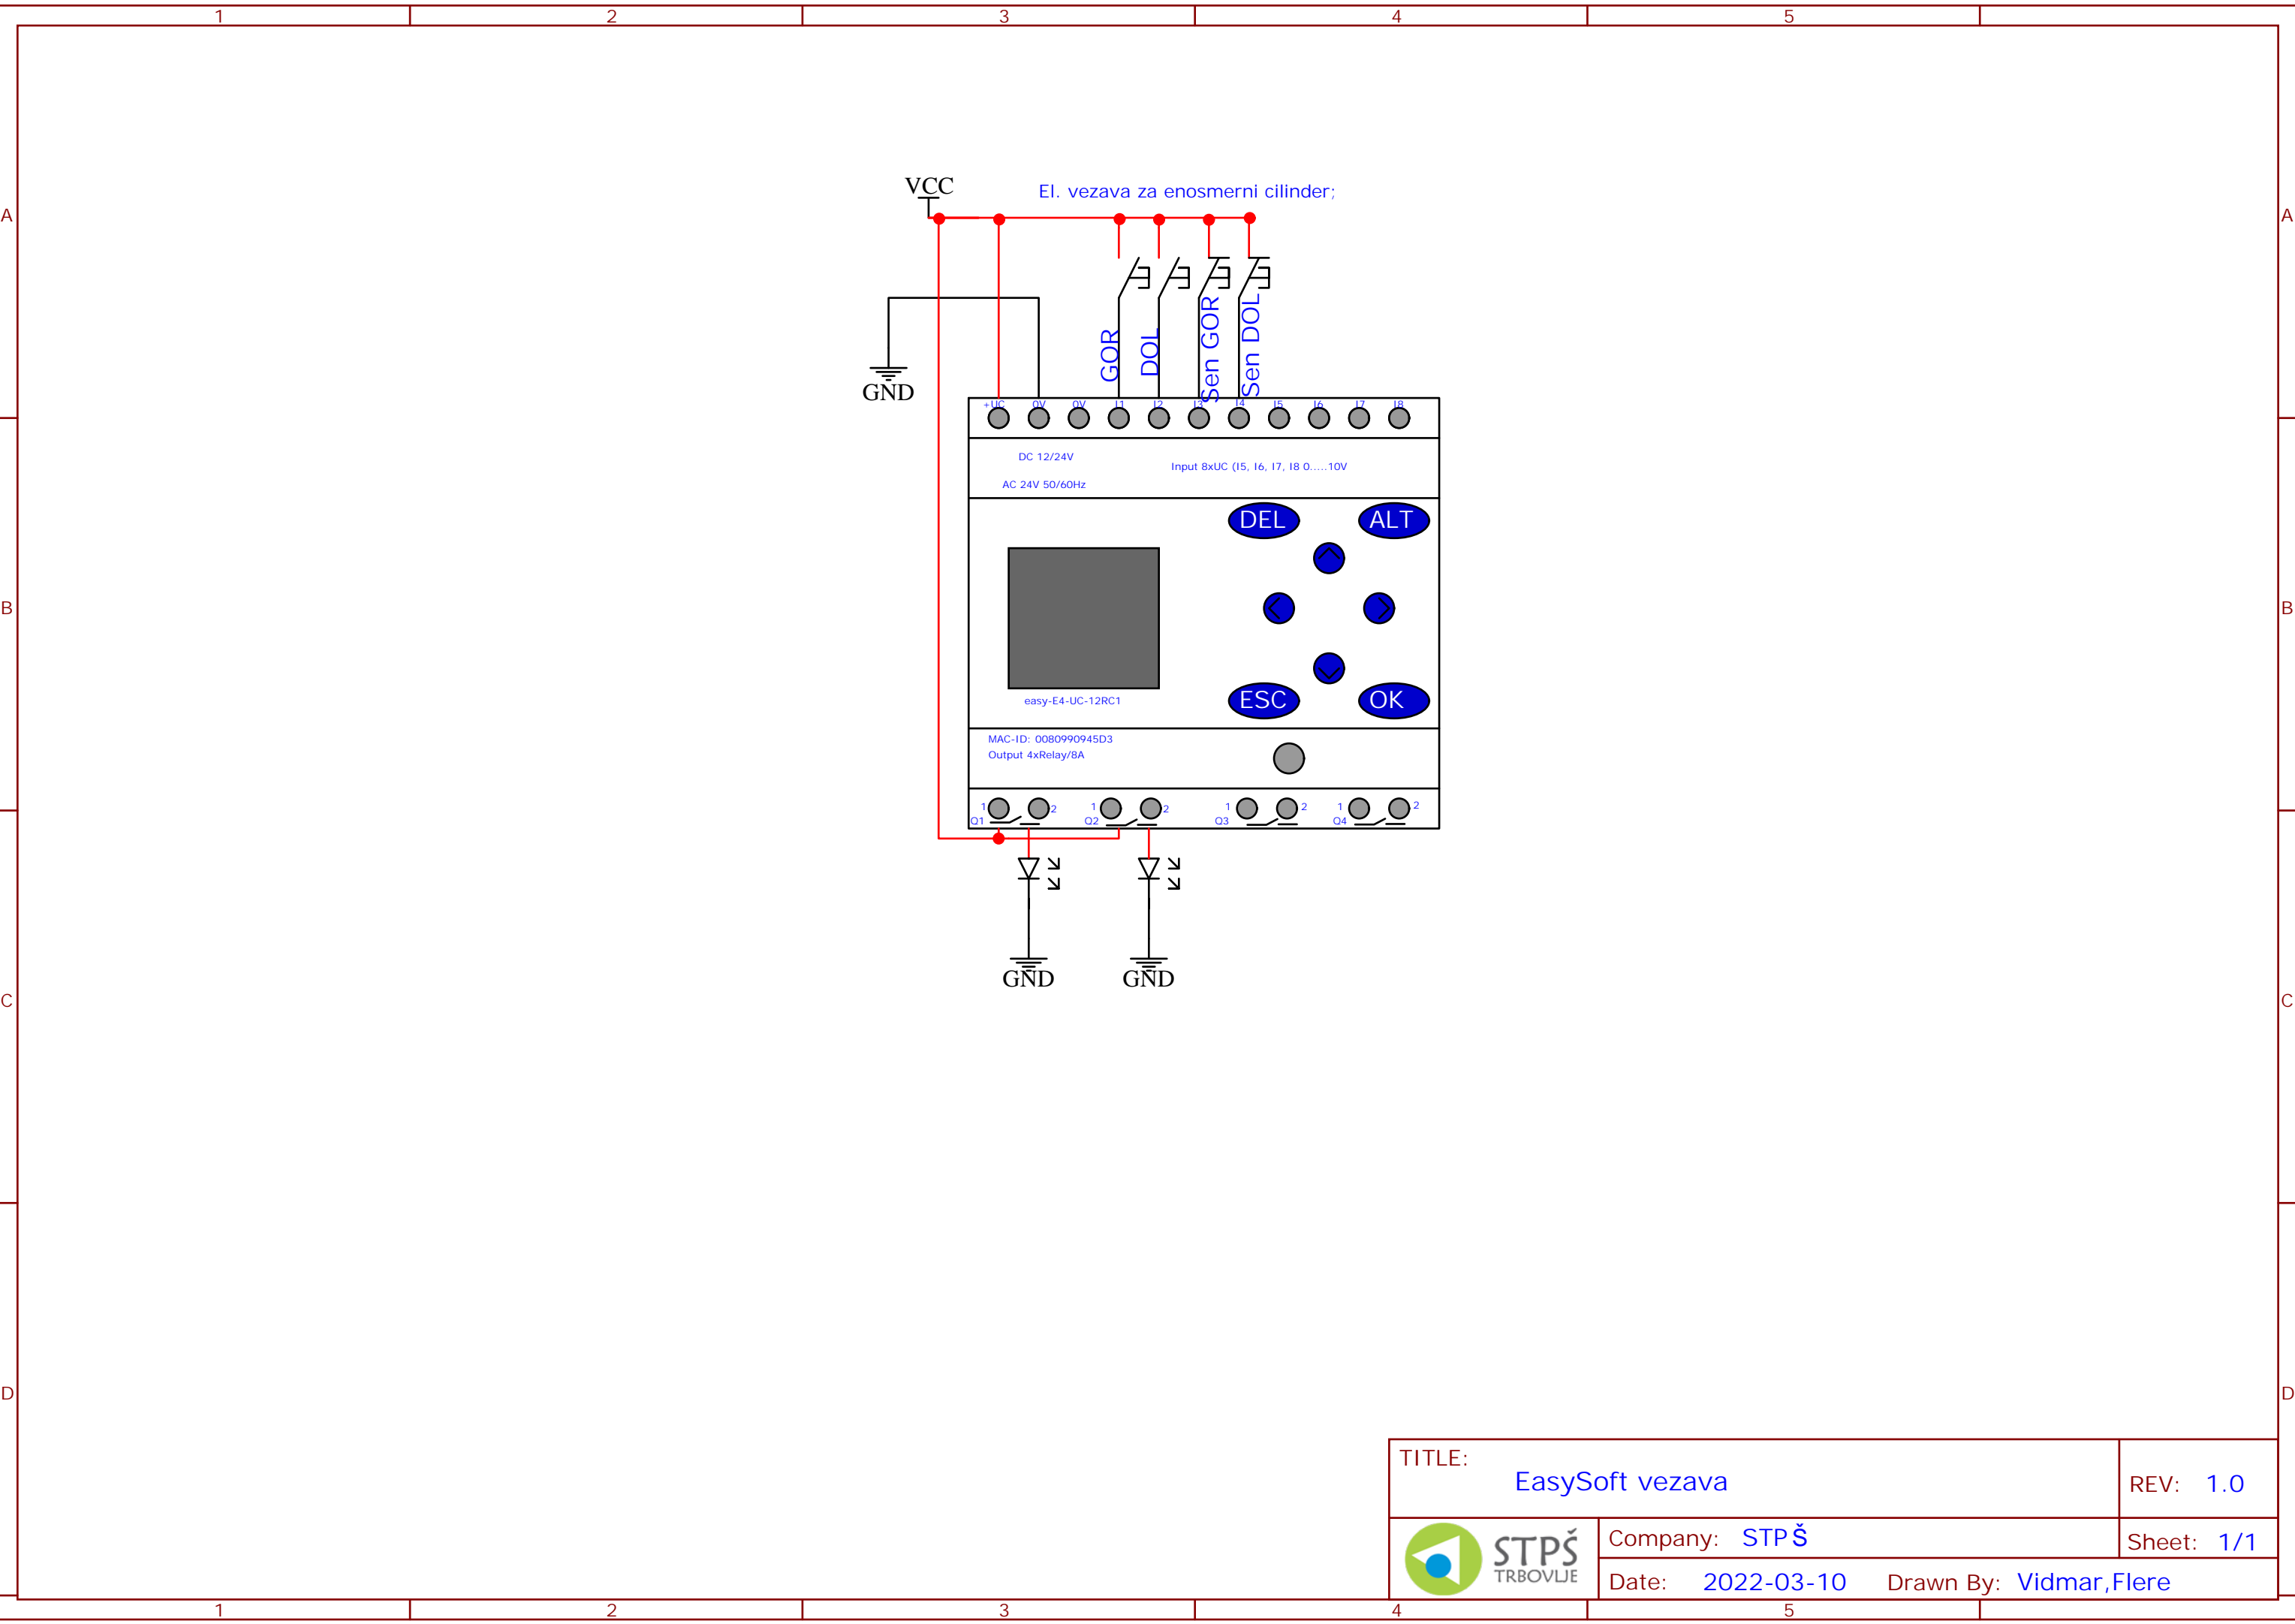 1 2 3 4 5
VCC
El. vezava za enosmerni cilinder;
A A
GOR DOL Sen GOR Sen DOL
GND
+UC 0V 0V I1 I2 I3 I4 I5 I6 I7 I8
DC 12/24V
Input 8xUC (I5, I6, I7, I8 0.....10V
AC 24V 50/60Hz
DEL ALT
B B
easy-E4-UC-12RC1
ESC OK
MAC-ID: 0080990945D3
Output 4xRelay/8A
1 2 1 2 1 2 1 2
Q1 Q2 Q3 Q4
GND GND
C C
D D
TITLE:
EasySoft vezava
REV: 1.0
STPŠ
TRBOVLJE
Company: STPŠ
Sheet: 1/1
Date: 2022-03-10 Drawn By: Vidmar,Flere
1 2 3 4 5